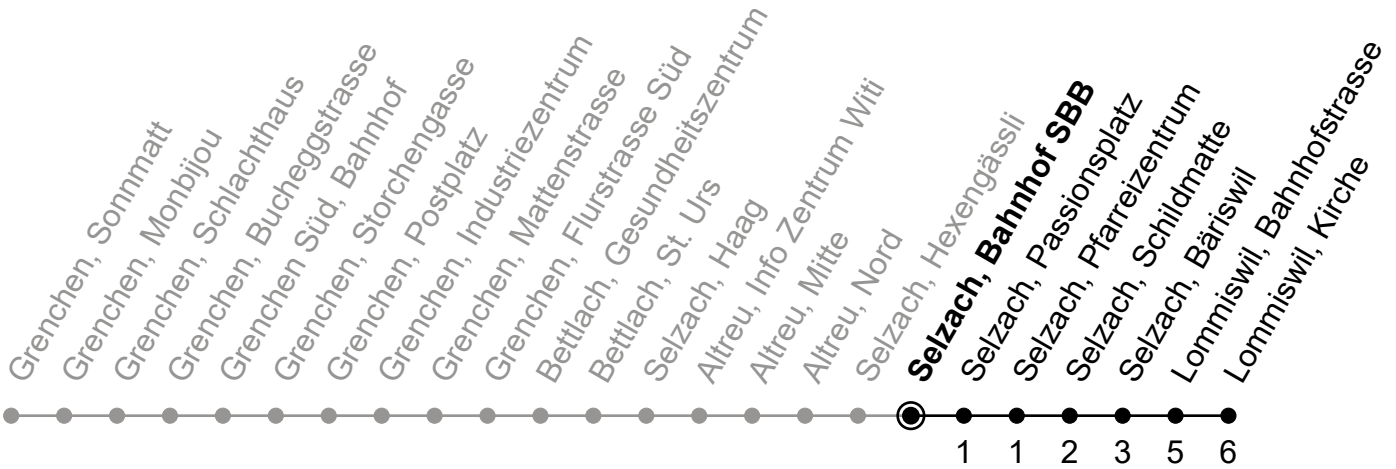 Grenchen, Sonnmatt
Grenchen, Monbijou
Grenchen, Schlachthaus
Grenchen, Bucheggstrasse
Grenchen Süd, Bahnhof
Grenchen, Storchengasse
Grenchen, Postplatz
Grenchen, Industriezentrum
Grenchen, Mattenstrasse
Grenchen, Flurstrasse Süd
Bettlach, Gesundheitszentrum
Bettlach, St. Urs
Selzach, Haag
Altreu, Info Zentrum Witi
Altreu, Mitte
Altreu, Nord
Selzach, Hexengässli
Selzach, Bahnhof SBB
Selzach, Passionsplatz
Selzach, Pfarreizentrum
Selzach, Schildmatte
Selzach, Bäriswil
Lommiswil, Bahnhofstrasse
Lommiswil, Kirche
1 1 2 3 5 6